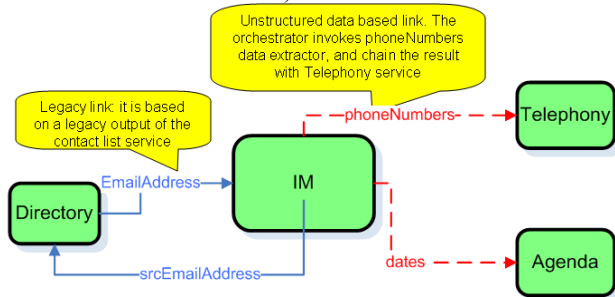 Unstructured data based link. The
orchestrator invokes phoneNumbers
data extractor, and chain the result
with Telephony service
Legacy link: it is based
on a legacy output of the
contact list service
phoneNumbers
Telephony
EmailAddress
IM
Directory
srcEmailAddress
dates
Agenda